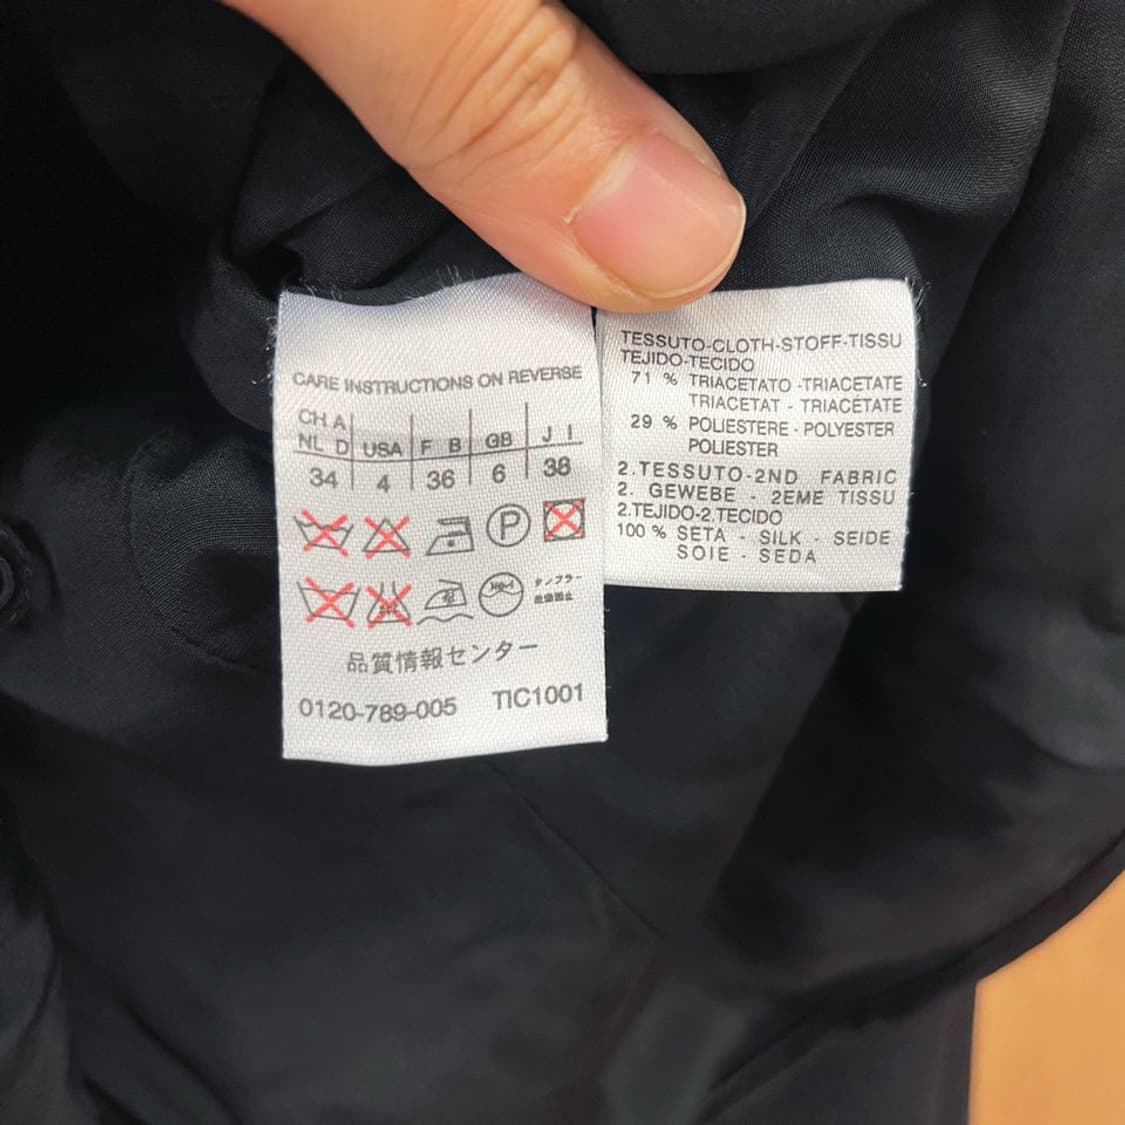 CARE INSTRUCTIONS ON REVERSE
CH A
NL D USA F B GB J I
34 4 36 6 38
P
品質情報センター
0120-789-005 TIC1001
TESSUTO-CLOTH-STOFF-TISSU
TEJIDO-TECIDO
71 % TRIACETATO -TRIACETATE
TRIACETAT - TRIACÉTATE
29 % POLIESTERE - POLYESTER
POLIESTER
2.TESSUTO-2ND FABRIC
2. GEWEBE - 2EME TISSU
2.TEJIDO-2.TECIDO
100 % SETA - SILK - SEIDE
SOIE - SEDA